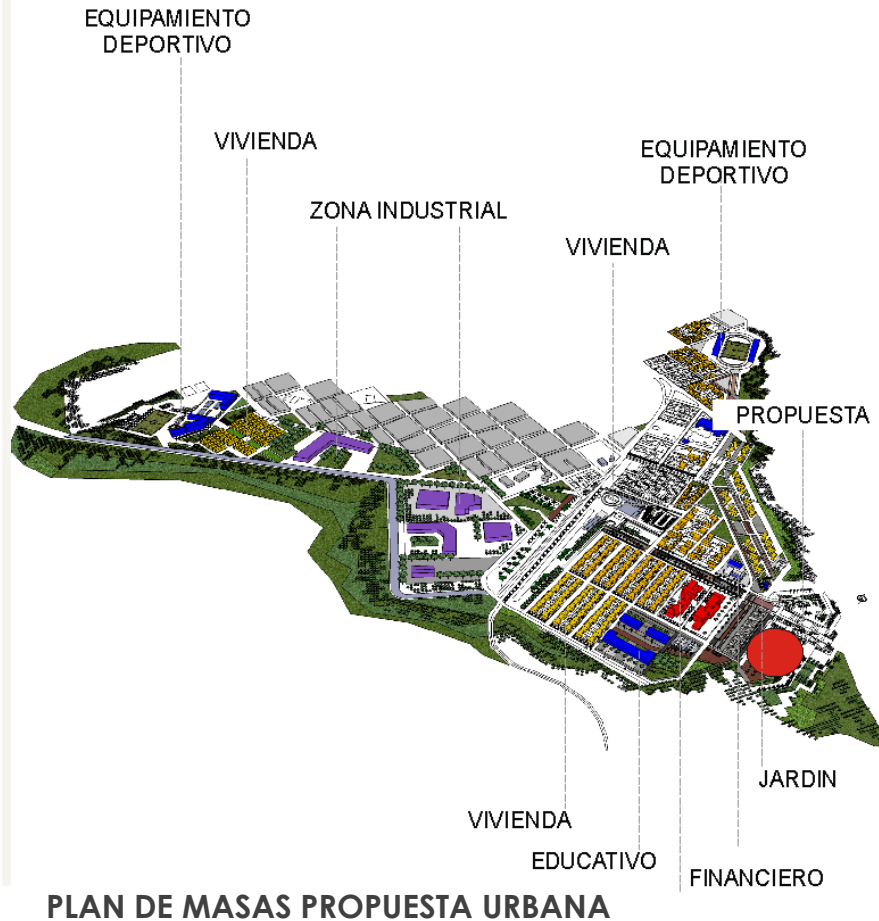 EQUIPAMIENTO
DEPORTIVO
VIVIENDA
ZONA INDUSTRIAL
EQUIPAMIENTO
DEPORTIVO
VIVIENDA
PROPUESTA
JARDIN
VIVIENDA
EDUCATIVO
FINANCIERO
PLAN DE MASAS PROPUESTA URBANA